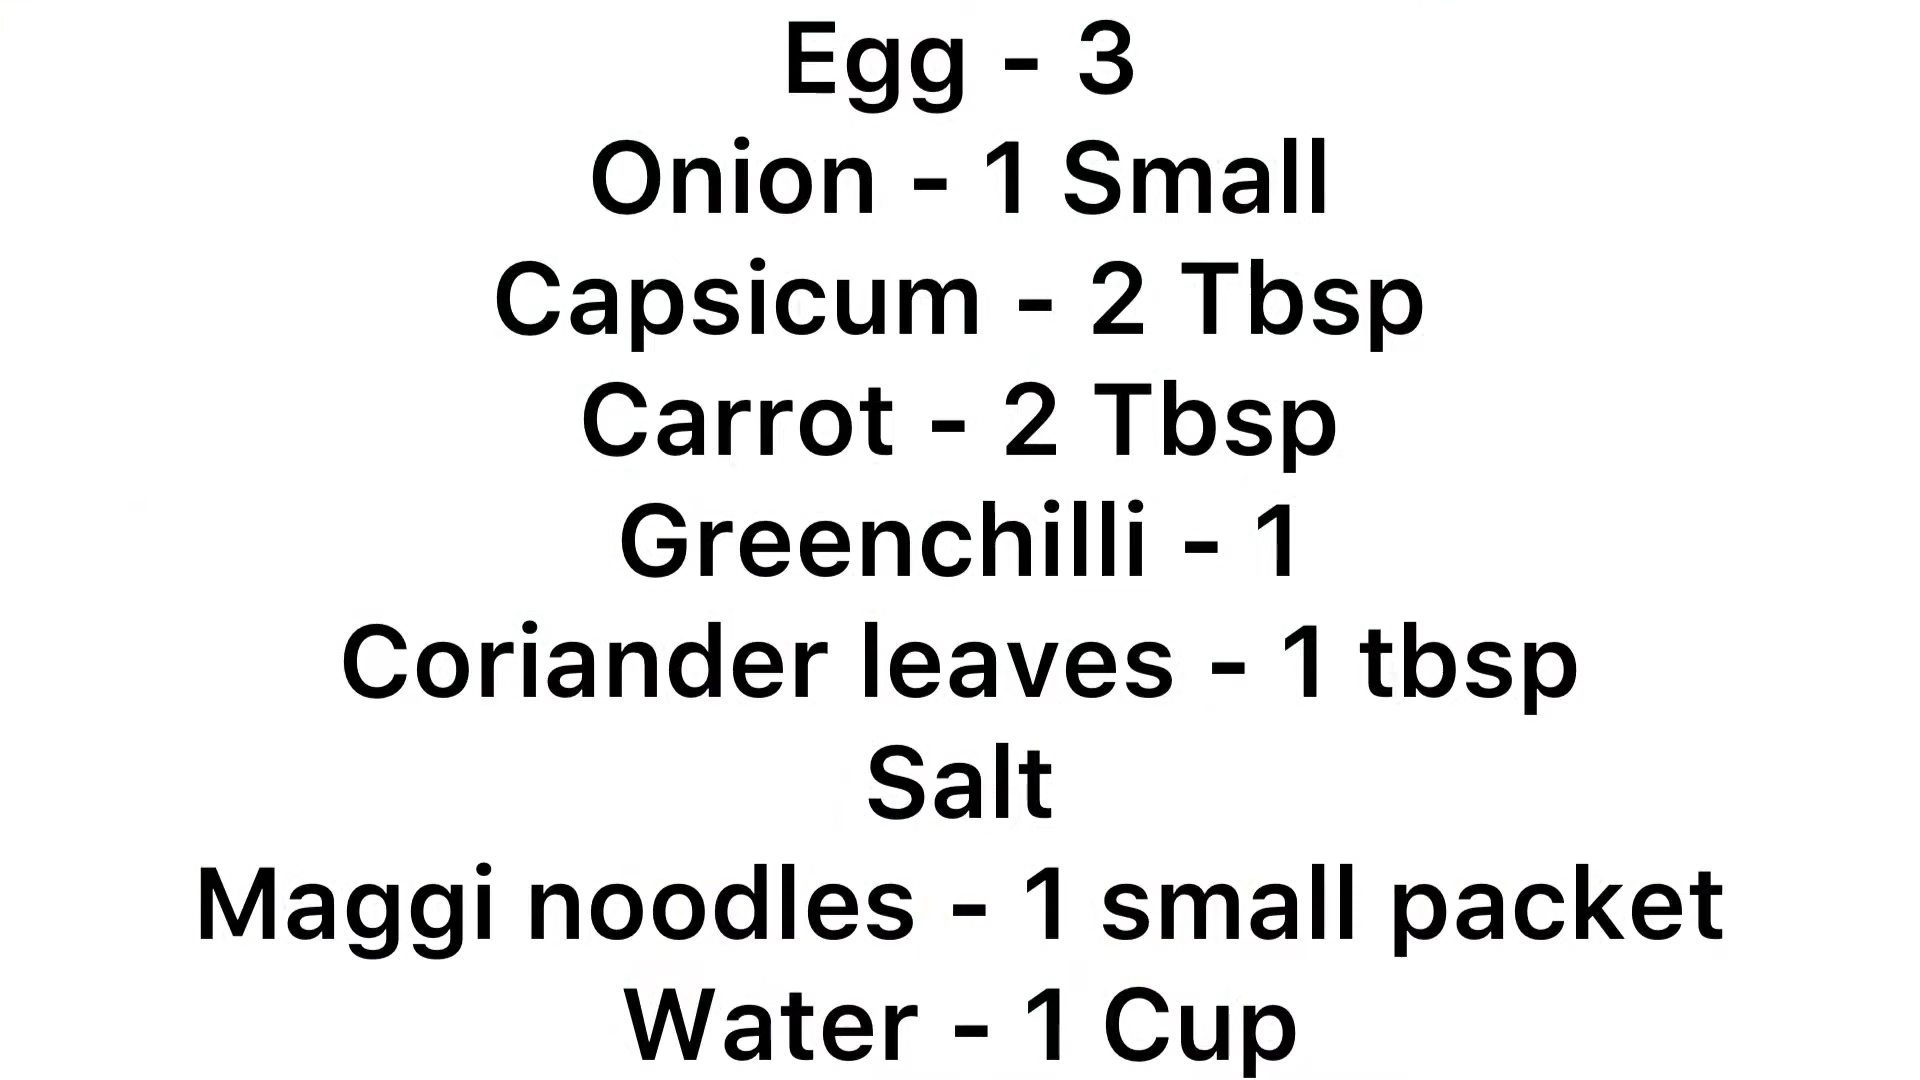 Egg - 3
Onion - 1 Small
Capsicum - 2 Tbsp
Carrot - 2 Tbsp
Greenchilli - 1
Coriander leaves - 1 tbsp
Salt
Maggi noodles - 1 small packet
Water - 1 Cup